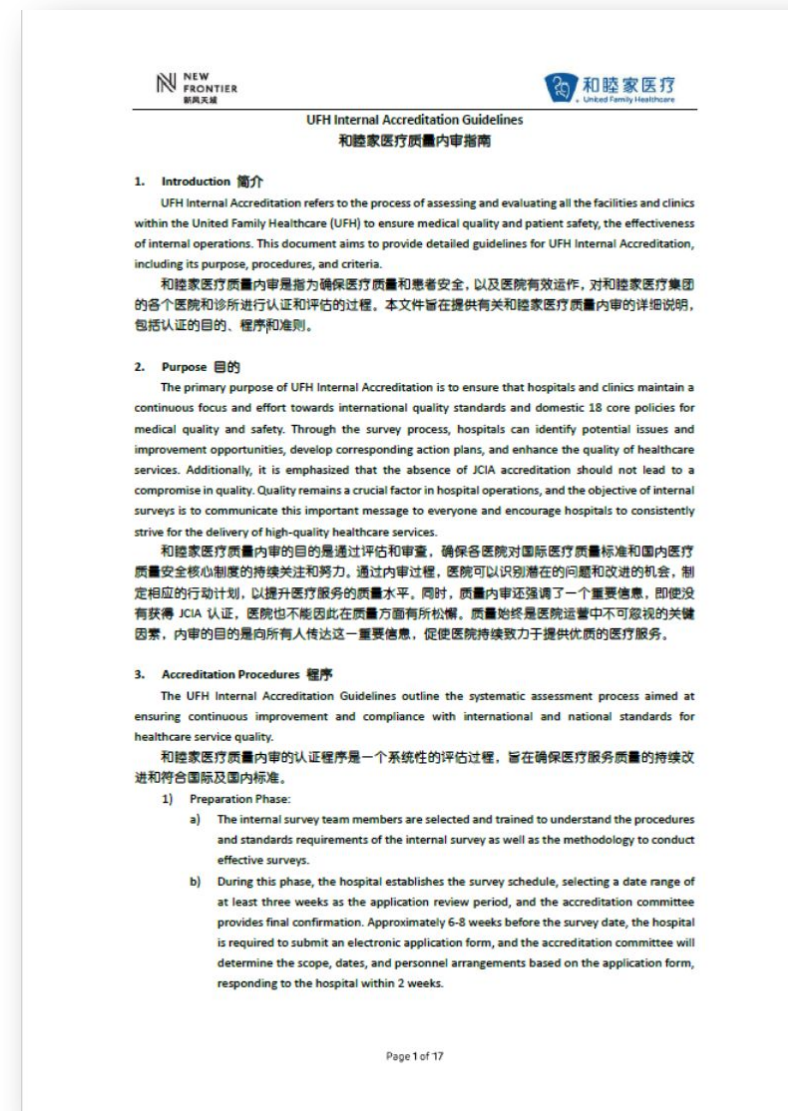 NEW
FRONTIER
新风天域
和睦家医疗
United Family Healthcare
UFH Internal Accreditation Guidelines
和睦家医疗质量内审指南
1. Introduction 简介
UFH Internal Accreditation refers to the process of assessing and evaluating all the facilities and clinics
within the United Family Healthcare (UFH) to ensure medical quality and patient safety, the effectiveness
of internal operations. This document aims to provide detailed guidelines for UFH Internal Accreditation,
including its purpose, procedures, and criteria.
和睦家医疗质量内审是指为确保医疗质量和患者安全，以及医院有效运作，对和睦家医疗集团
的各个医院和诊所进行认证和评估的过程。本文件旨在提供有关和睦家医疗质量内审的详细说明，
包括认证的目的、程序和准则。
2. Purpose 目的
The primary purpose of UFH Internal Accreditation is to ensure that hospitals and clinics maintain a
continuous focus and effort towards international quality standards and domestic 18 core policies for
medical quality and safety. Through the survey process, hospitals can identify potential issues and
improvement opportunities, develop corresponding action plans, and enhance the quality of healthcare
services. Additionally, it is emphasized that the absence of JCIA accreditation should not lead to a
compromise in quality. Quality remains a crucial factor in hospital operations, and the objective of internal
surveys is to communicate this important message to everyone and encourage hospitals to consistently
strive for the delivery of high-quality healthcare services.
和睦家医疗质量内审的目的是通过评估和审查，确保各医院对国际医疗质量标准和国内医疗
质量安全核心制度的持续关注和努力。通过内审过程，医院可以识别潜在的问题和改进的机会，制
定相应的行动计划，以提升医疗服务的质量水平。同时，质量内审还强调了一个重要信息，即使没
有获得 JCIA 认证，医院也不能因此在质量方面有所松懈。质量始终是医院运营中不可忽视的关键
因素，内审的目的是向所有人传达这一重要信息，促使医院持续致力于提供优质的医疗服务。
3. Accreditation Procedures 程序
The UFH Internal Accreditation Guidelines outline the systematic assessment process aimed at
ensuring continuous improvement and compliance with international and national standards for
healthcare service quality.
和睦家医疗质量内审的认证程序是一个系统性的评估过程，旨在确保医疗服务质量的持续改
进和符合国际及国内标准。
1) Preparation Phase:
a) The internal survey team members are selected and trained to understand the procedures
and standards requirements of the internal survey as well as the methodology to conduct
effective surveys.
b) During this phase, the hospital establishes the survey schedule, selecting a date range of
at least three weeks as the application review period, and the accreditation committee
provides final confirmation. Approximately 6-8 weeks before the survey date, the hospital
is required to submit an electronic application form, and the accreditation committee will
determine the scope, dates, and personnel arrangements based on the application form,
responding to the hospital within 2 weeks.
Page 1 of 17